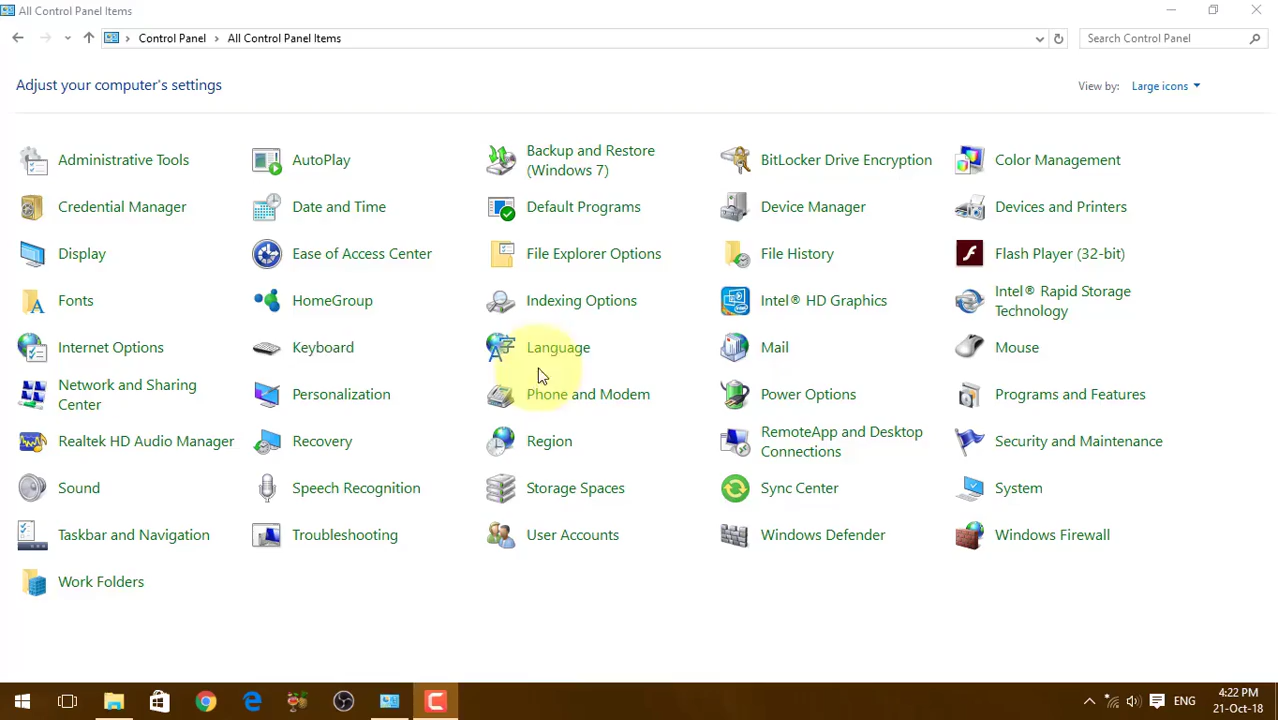 All Control Panel Items
Control Panel > All Control Panel Items
Search Control Panel
Adjust your computer's settings
View by: Large icons
Administrative Tools
AutoPlay
Backup and Restore
(Windows 7)
BitLocker Drive Encryption
Color Management
Credential Manager
Date and Time
Default Programs
Device Manager
Devices and Printers
Display
Ease of Access Center
File Explorer Options
File History
Flash Player (32-bit)
Fonts
HomeGroup
Indexing Options
Intel® HD Graphics
Intel® Rapid Storage
Technology
Internet Options
Keyboard
Language
Mail
Mouse
Network and Sharing
Center
Personalization
Phone and Modem
Power Options
Programs and Features
Realtek HD Audio Manager
Recovery
Region
RemoteApp and Desktop
Connections
Security and Maintenance
Sound
Speech Recognition
Storage Spaces
Sync Center
System
Taskbar and Navigation
Troubleshooting
User Accounts
Windows Defender
Windows Firewall
Work Folders
ENG
4:22 PM
21-Oct-18